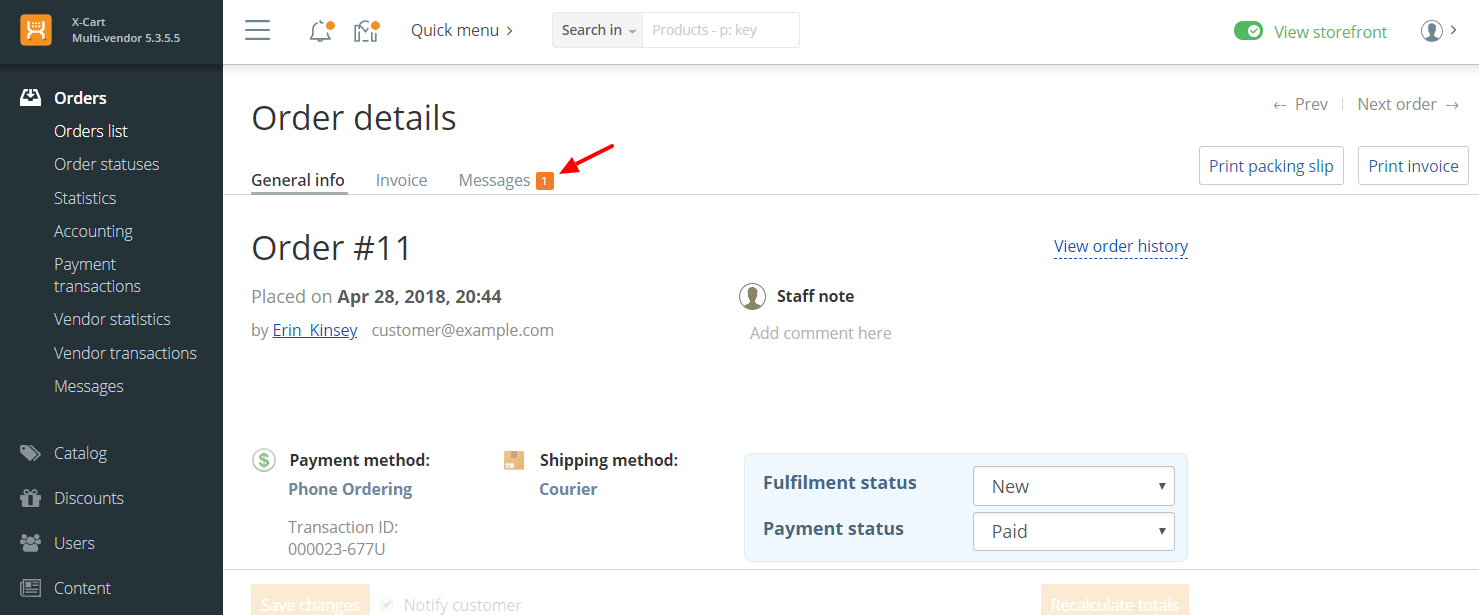 X-Cart
Multi-vendor 5.3.5.5
Quick menu
Search in
Products - p: key
View storefront
Orders
Orders list
Order statuses
Statistics
Accounting
Payment
transactions
Vendor statistics
Vendor transactions
Messages
Catalog
Discounts
Users
Content
Order details
← Prev
Next order →
General info
Invoice
Messages 1
Print packing slip
Print invoice
Order #11
View order history
Placed on Apr 28, 2018, 20:44
by Erin Kinsey customer@example.com
Staff note
Add comment here
$ Payment method:
Phone Ordering
Transaction ID:
000023-677U
Shipping method:
Courier
Fulfilment status
New
Payment status
Paid
Save changes
Notify customer
Recalculate totals